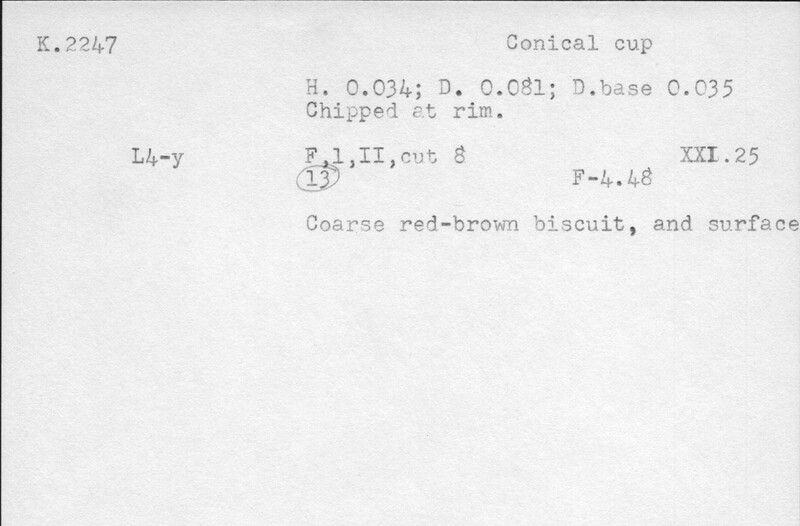 K.2247 Conical cup
H. 0.034; D. 0.081; D.base 0.035
Chipped at rim.
L4-y F,1,II,cut 8 XXI.25
13 F-4.48
Coarse red-brown biscuit, and surface